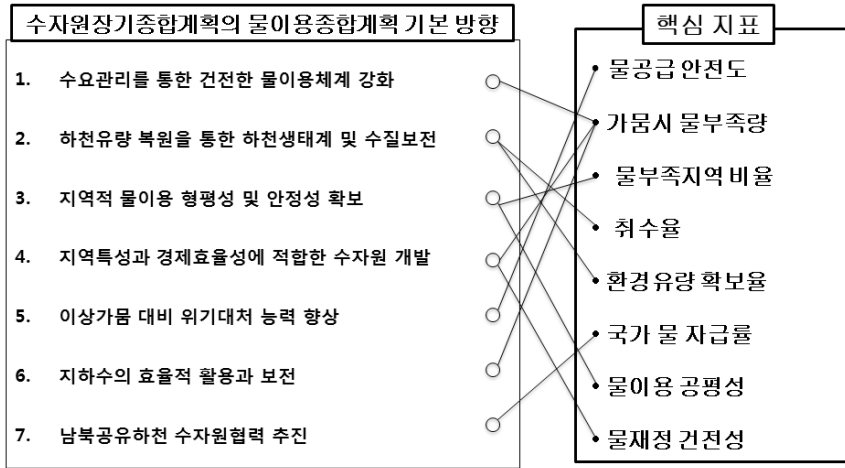 수자원장기종합계획의 물이용종합계획 기본 방향
1. 수요관리를 통한 건전한 물이용체계 강화
2. 하천유량 복원을 통한 하천생태계 및 수질보전
3. 지역적 물이용 형평성 및 안정성 확보
4. 지역특성과 경제효율성에 적합한 수자원 개발
5. 이상가뭄 대비 위기대처 능력 향상
6. 지하수의 효율적 활용과 보전
7. 남북공유하천 수자원협력 추진
핵심 지표
• 물공급 안전도
• 가뭄시 물부족량
• 물부족지역 비율
• 취수율
• 환경유량 확보율
• 국가 물 자급률
• 물이용 공평성
• 물재정 건전성